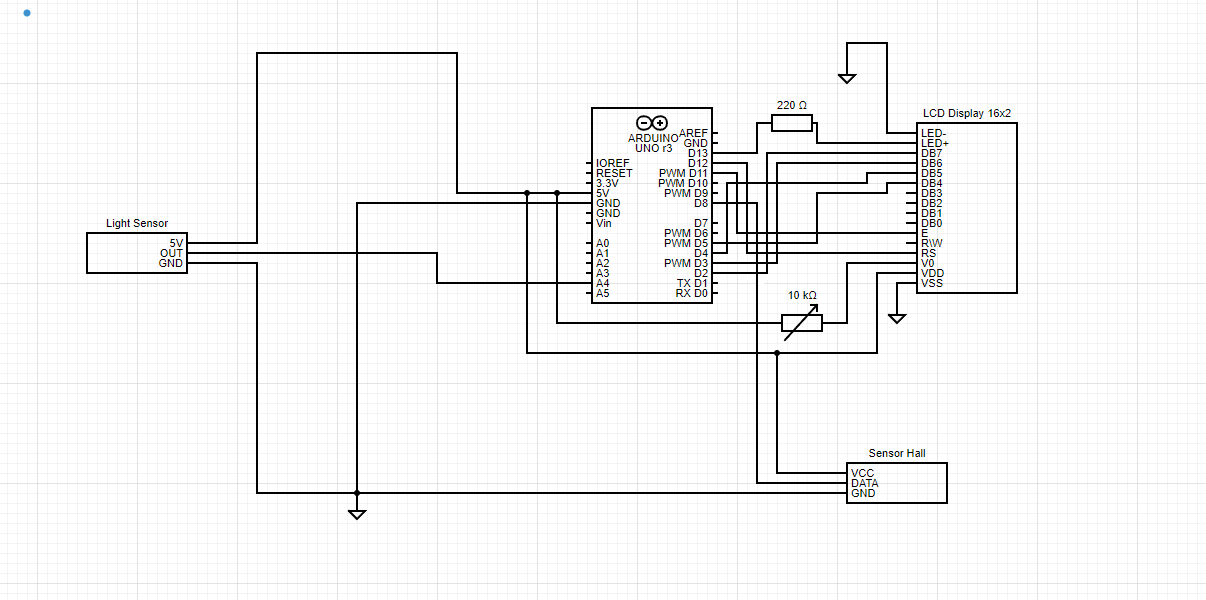 220 Ω
LCD Display 16x2
LED-
LED+
DB7
DB6
DB5
DB4
DB3
DB2
DB1
DB0
E
R\W
RS
V0
VDD
VSS
ARDUINO
UNO r3
AREF
GND
D13
D12
PWM D11
PWM D10
PWM D9
D8
D7
PWM D6
PWM D5
D4
PWM D3
D2
TX D1
RX D0
IOREF
RESET
3.3V
5V
GND
GND
Vin
A0
A1
A2
A3
A4
A5
Light Sensor
5V
OUT
GND
10 kΩ
Sensor Hall
VCC
DATA
GND